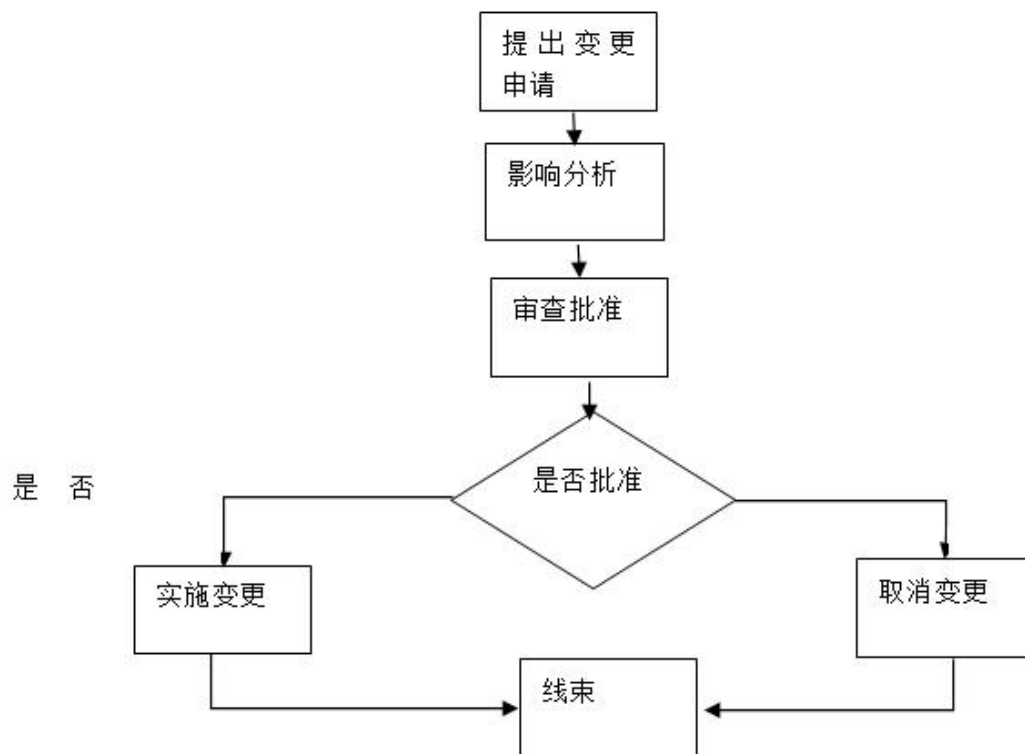 提出变更
申请
影响分析
审查批准
是否批准
是 否
实施变更
取消变更
线束